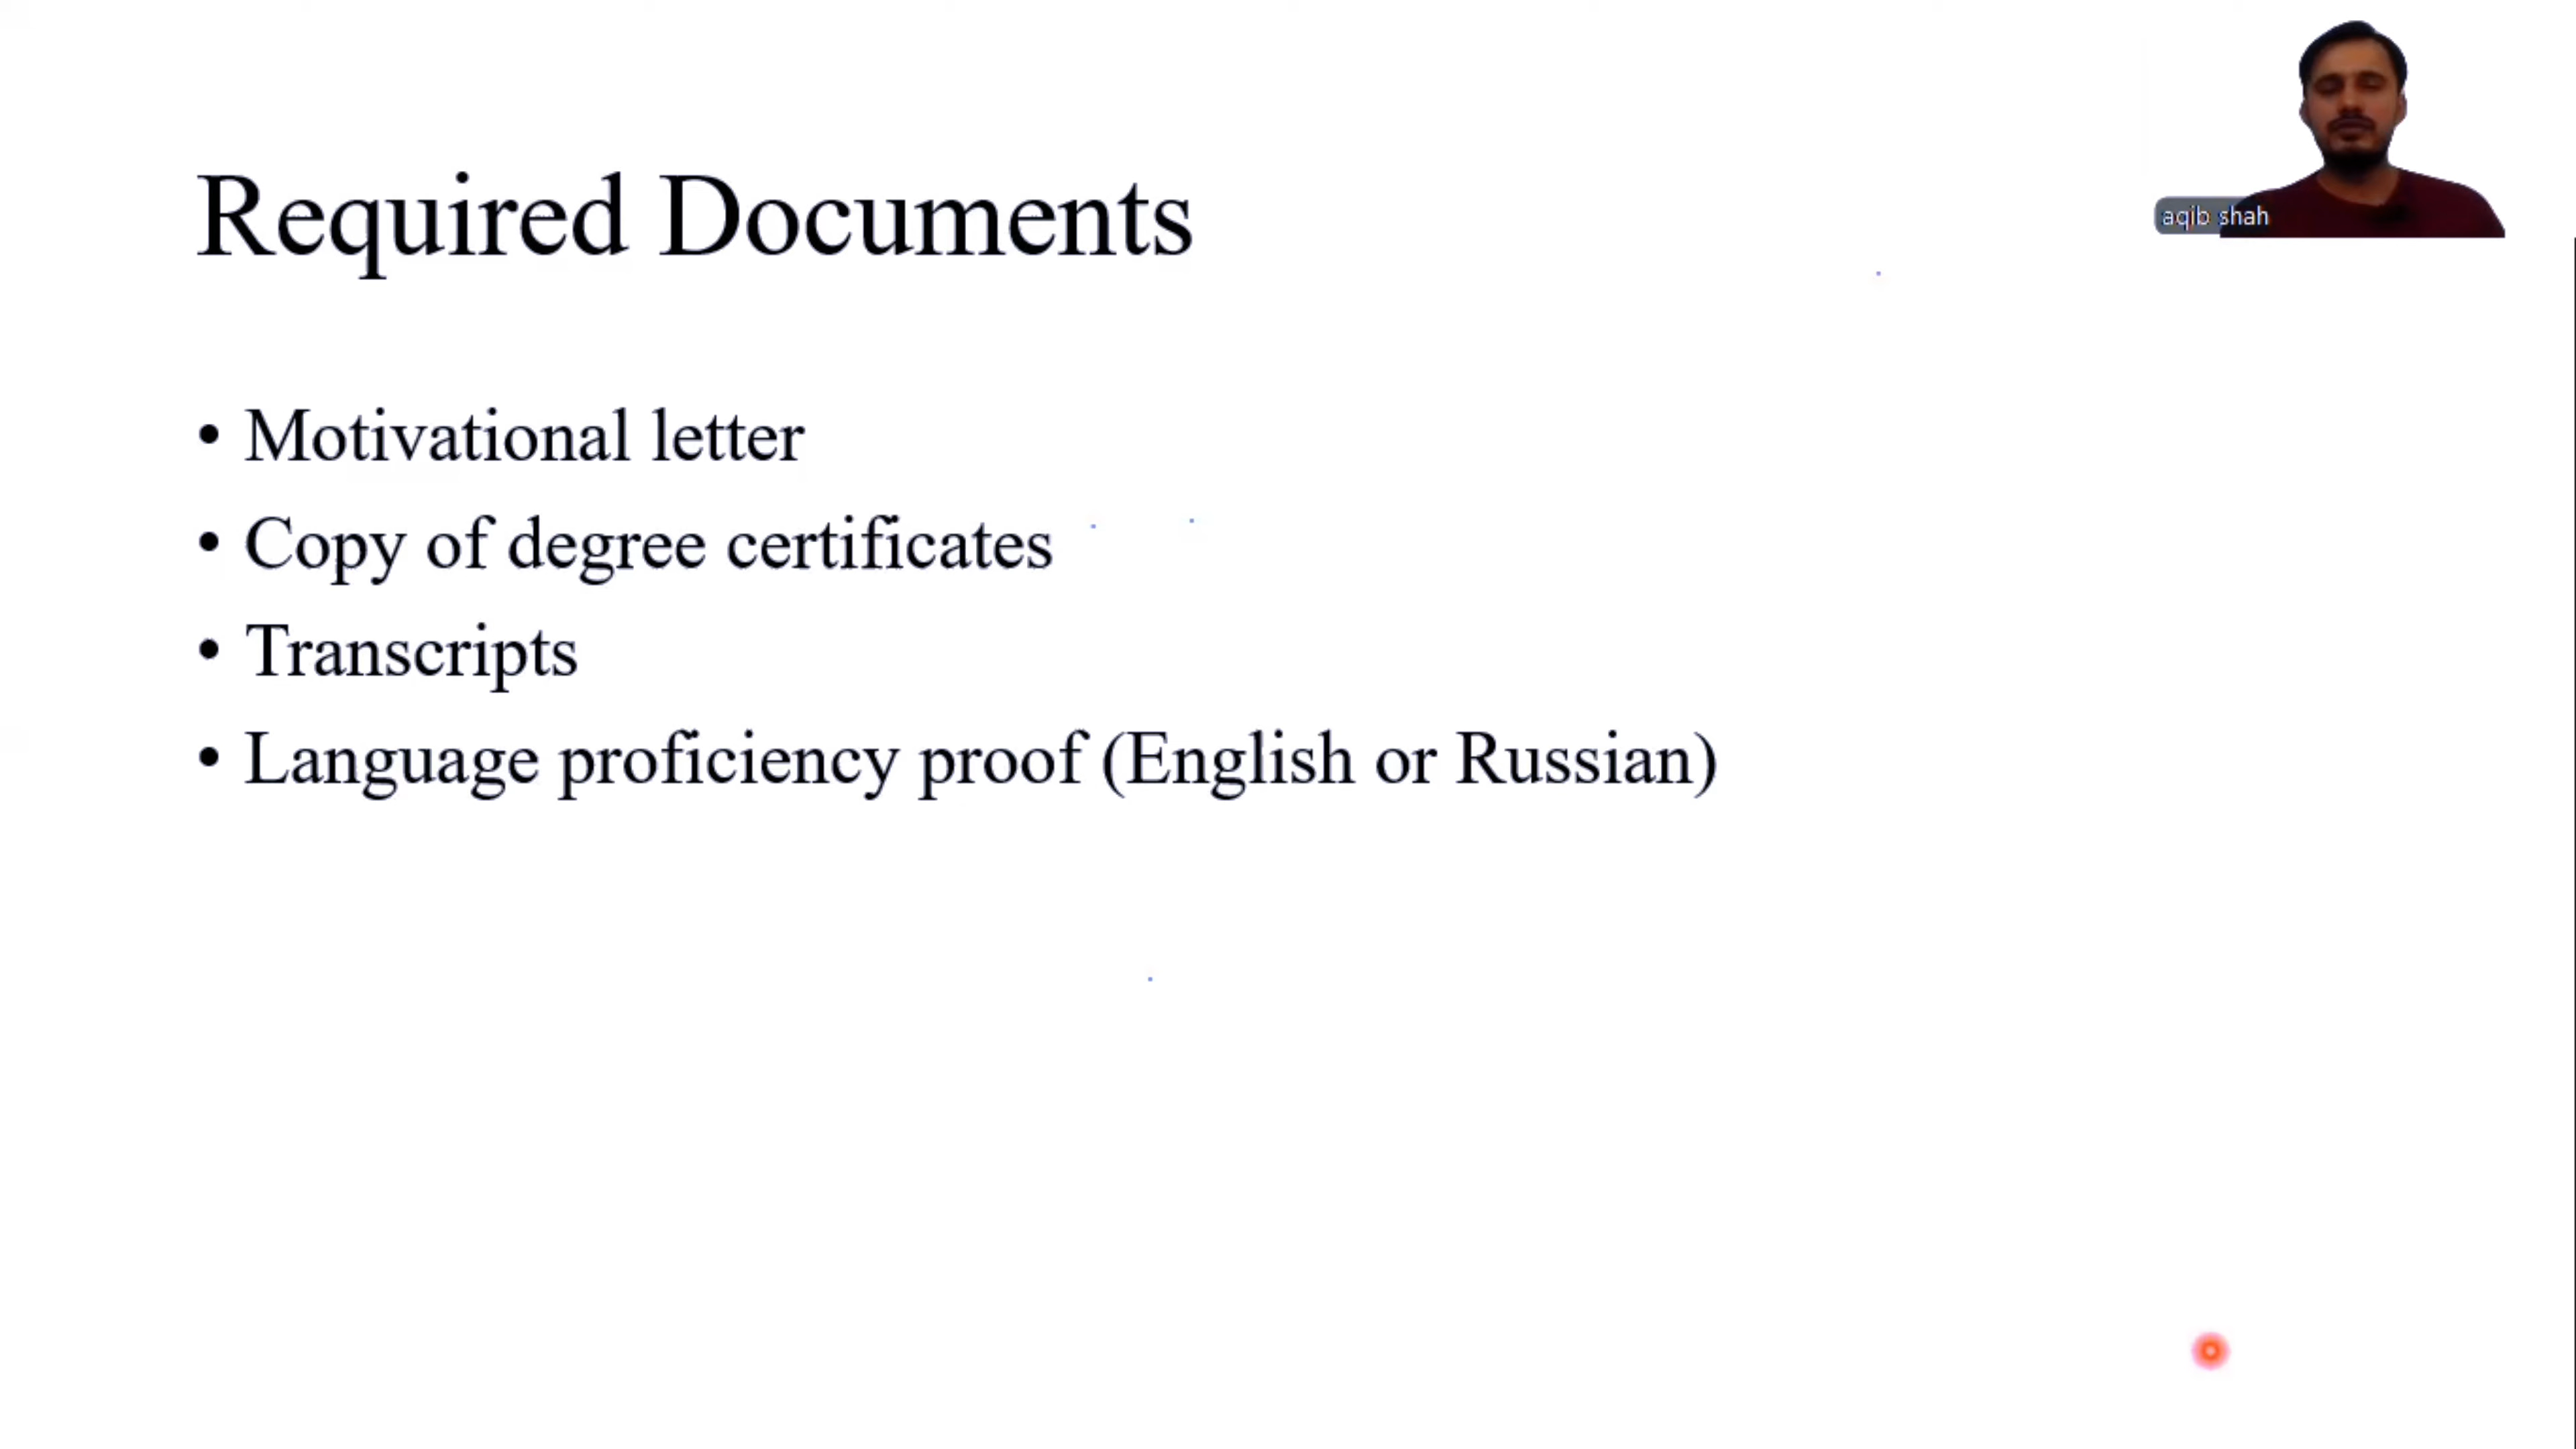 aqib shah
Required Documents
• Motivational letter
• Copy of degree certificates
• Transcripts
• Language proficiency proof (English or Russian)